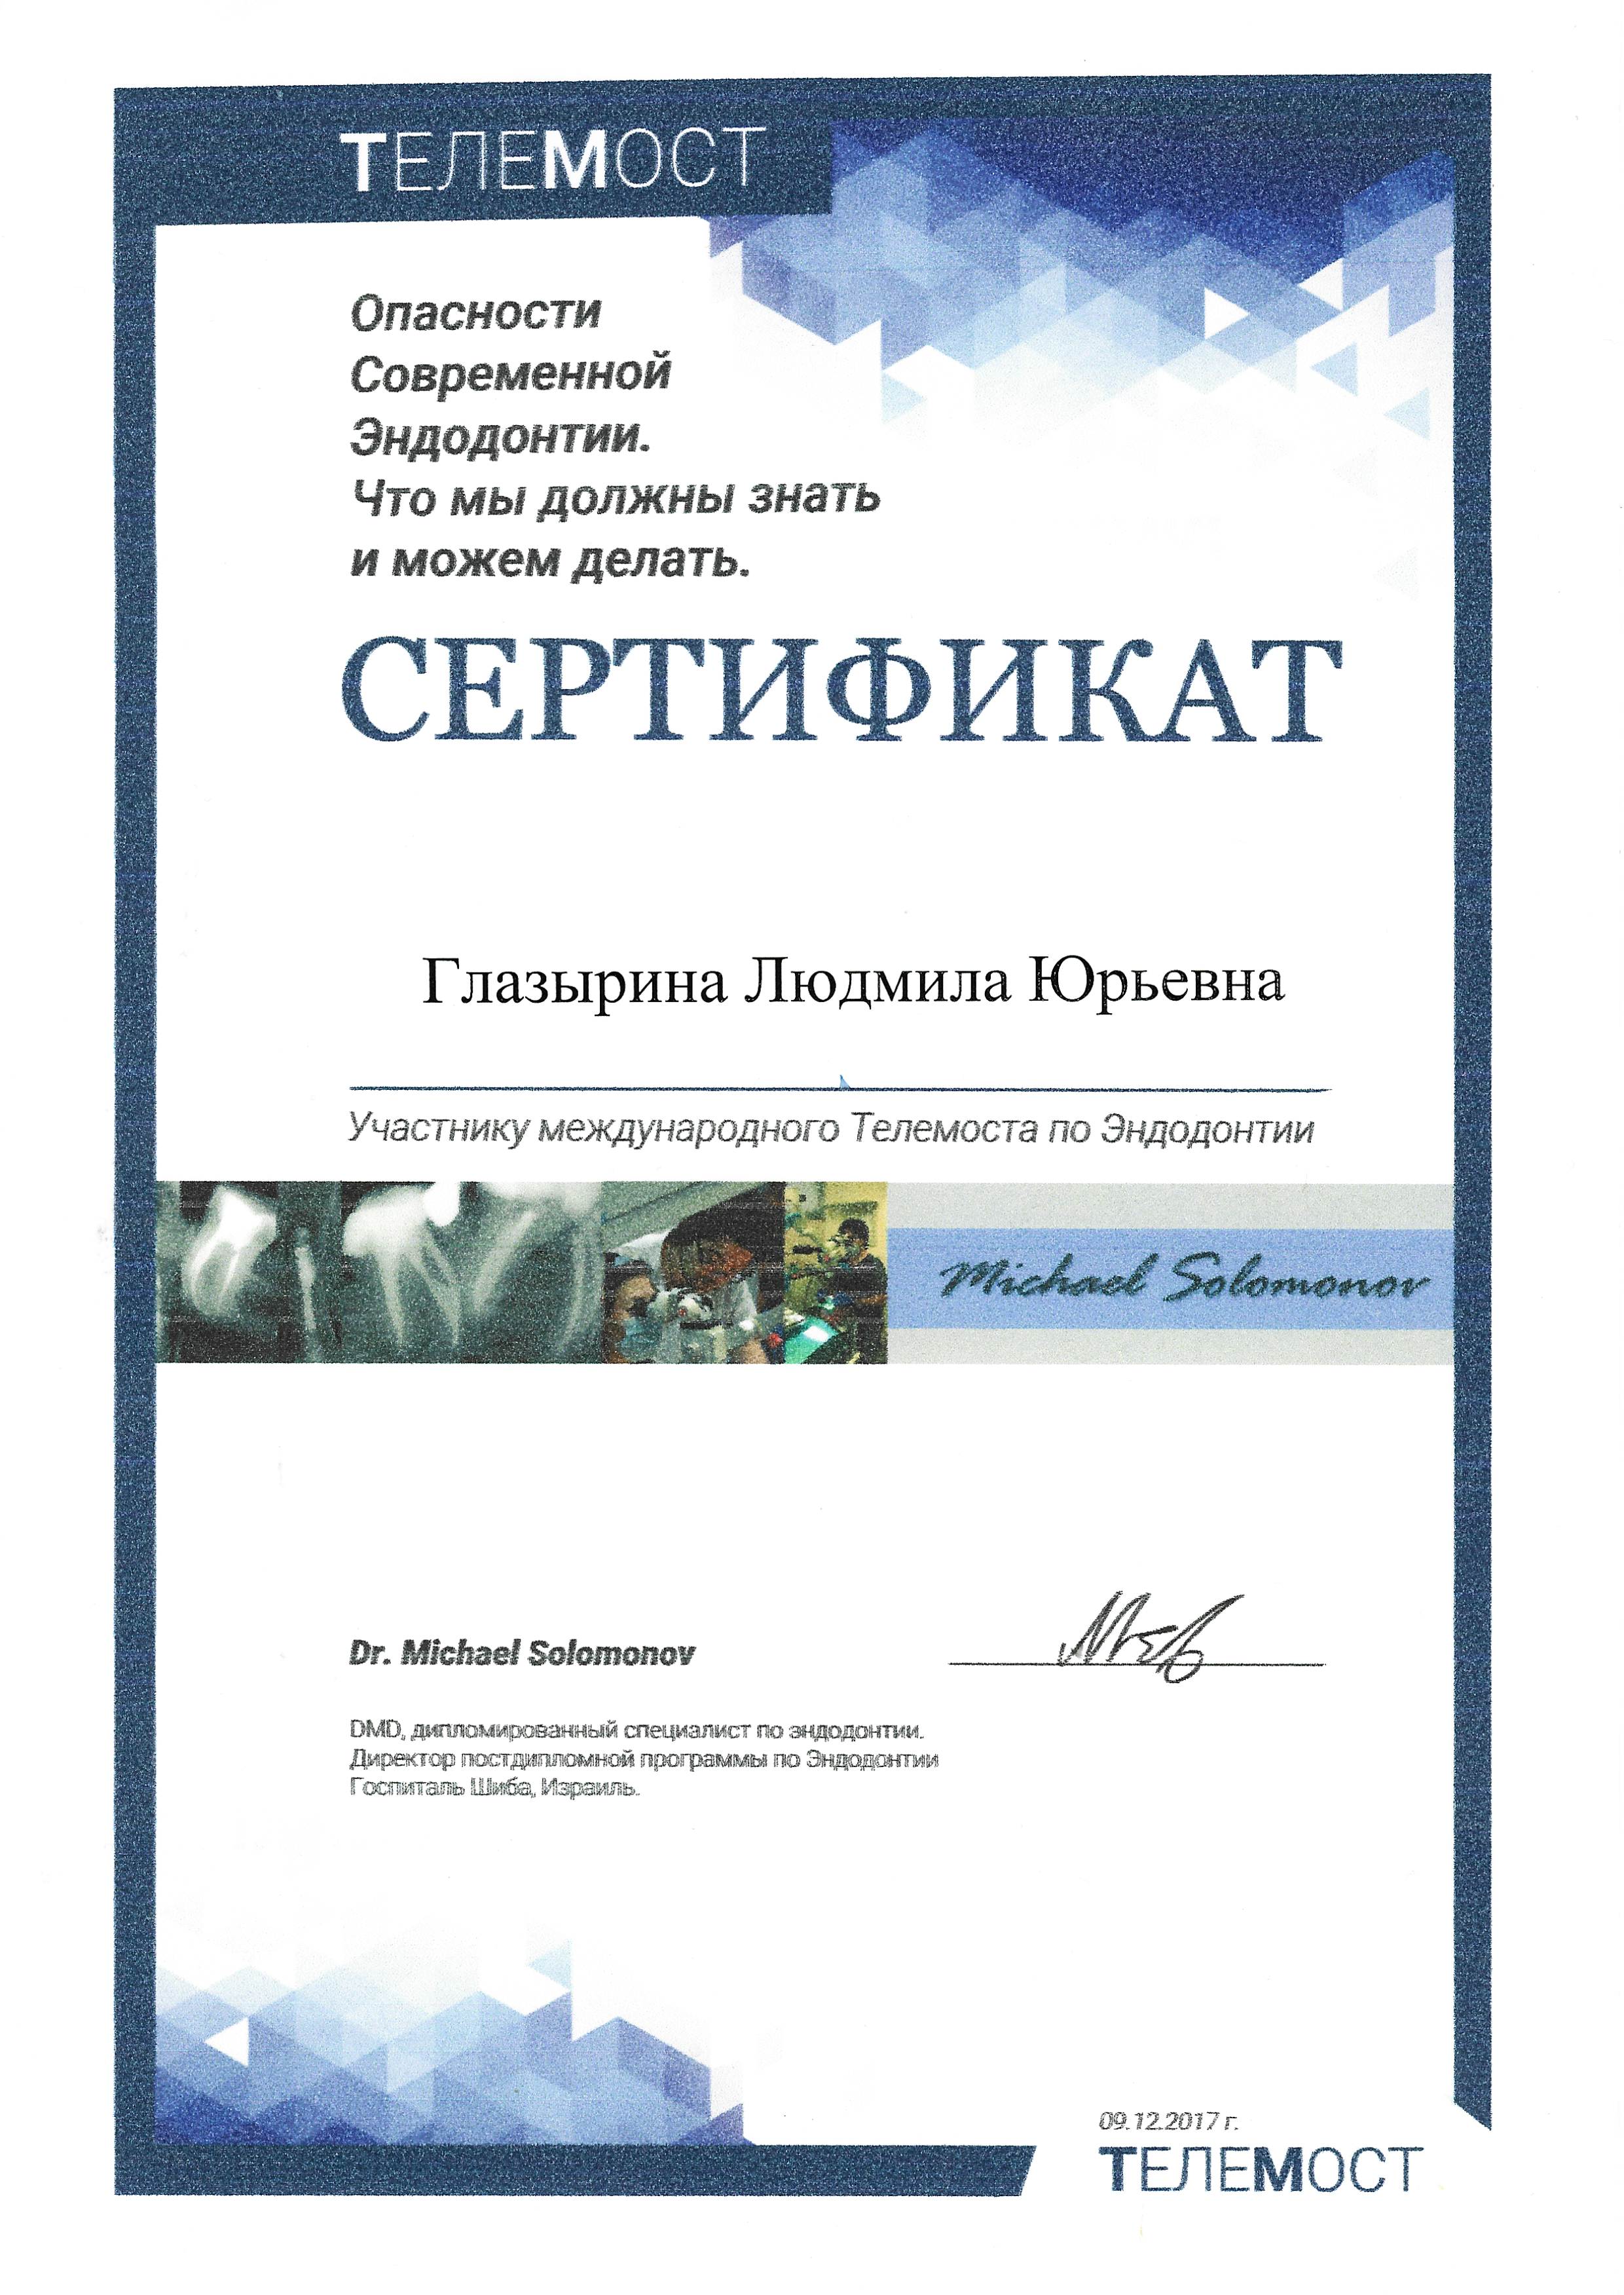 ТЕЛЕМОСТ
Опасности
Современной
Эндодонтии.
Что мы должны знать
и можем делать.
СЕРТИФИКАТ
Глазырина Людмила Юрьевна
Участнику международного Телемоста по Эндодонтии
Michael Solomonov
Dr. Michael Solomonov
DMD, дипломированный специалист по эндодонтии.
Директор постдипломной программы по Эндодонтии
Госпиталь Шиба, Израиль.
09.12.2017 г.
ТЕЛЕМОСТ